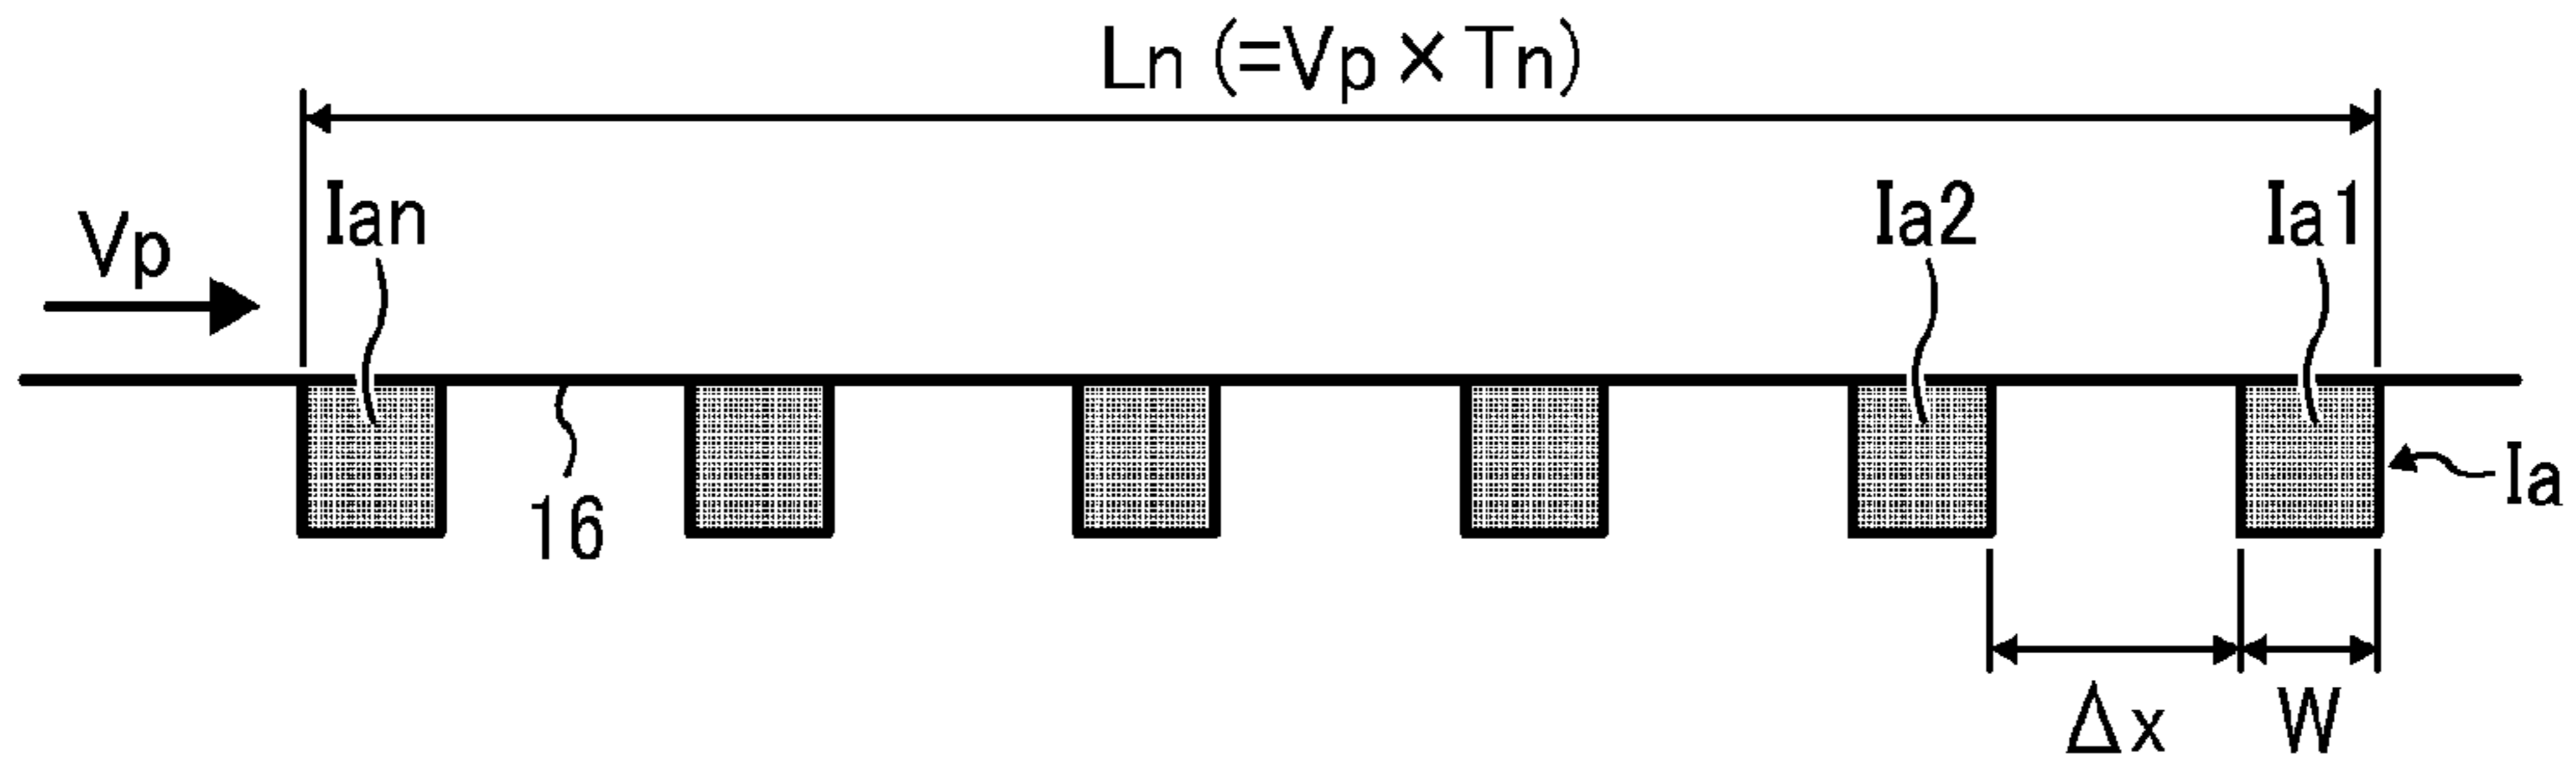 Ln (=Vp×Tn)
Vp
Ian
Ia2
Ia1
16
Ia
Δx
W